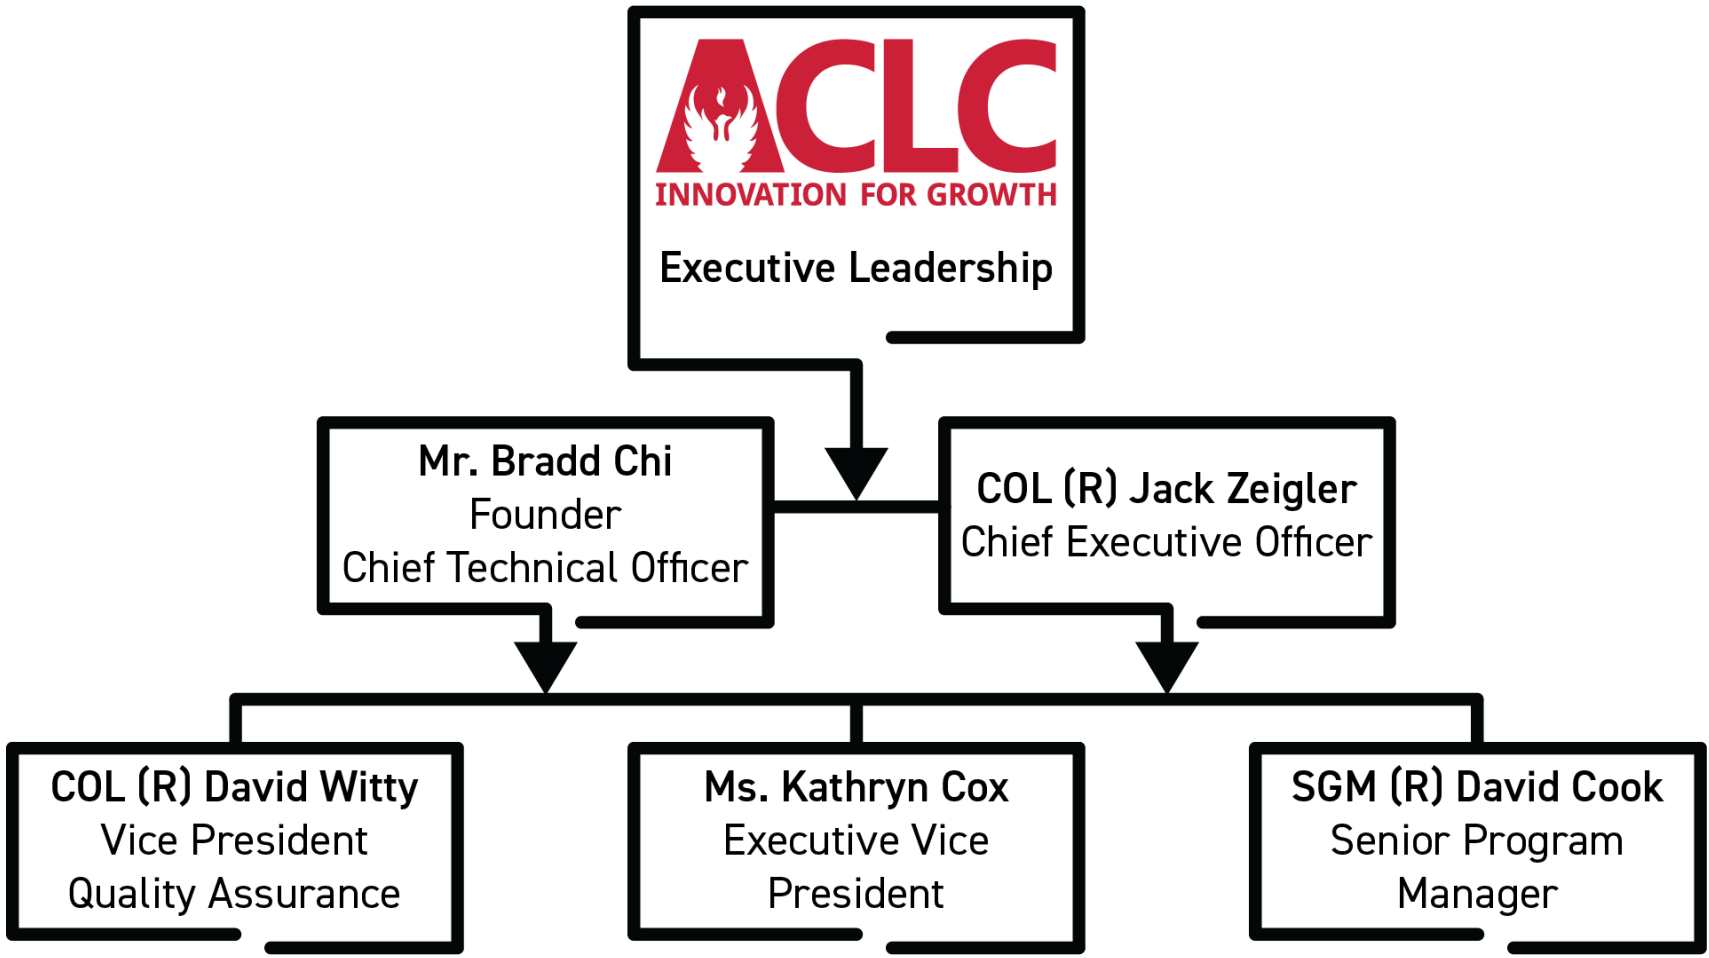 ACLC
INNOVATION FOR GROWTH
Executive Leadership
Mr. Bradd Chi
Founder
Chief Technical Officer
COL (R) Jack Zeigler
Chief Executive Officer
COL (R) David Witty
Vice President
Quality Assurance
Ms. Kathryn Cox
Executive Vice
President
SGM (R) David Cook
Senior Program
Manager